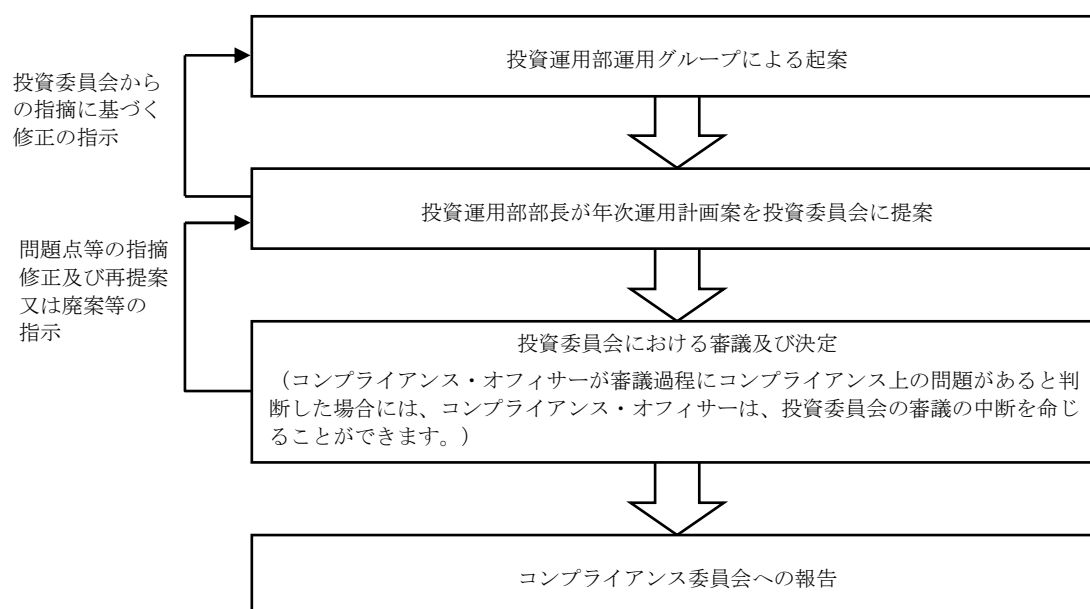 投資運用部運用グループによる起案
投資委員会から
の指摘に基づく
修正の指示
投資運用部部長が年次運用計画案を投資委員会に提案
問題点等の指摘
修正及び再提案
又は廃案等の
指示
投資委員会における審議及び決定
(コンプライアンス・オフィサーが審議過程にコンプライアンス上の問題があると判
断した場合には、コンプライアンス・オフィサーは、投資委員会の審議の中断を命じ
ることができます。)
コンプライアンス委員会への報告